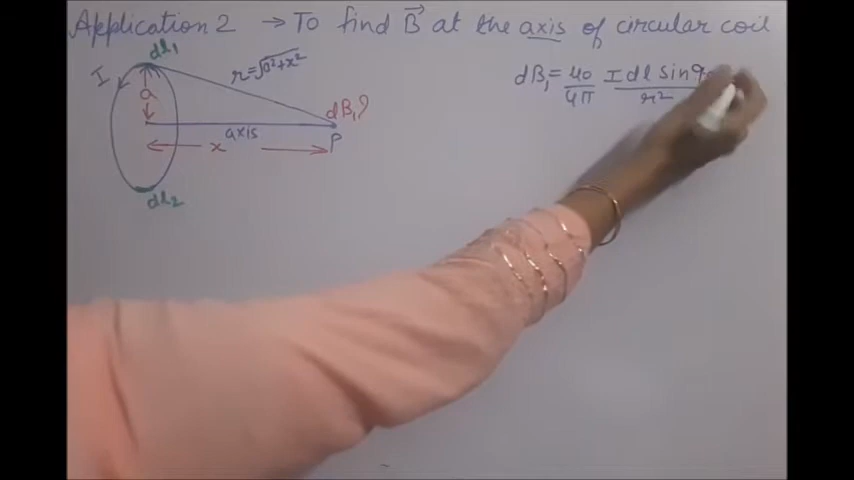 Application 2 → To find B⃗ at the axis of circular coil
dl1
I
r=√a²+x²
a
dB1?
axis
x
P
dl2
dB1 = μ0/4π I dl Sin9 / r²